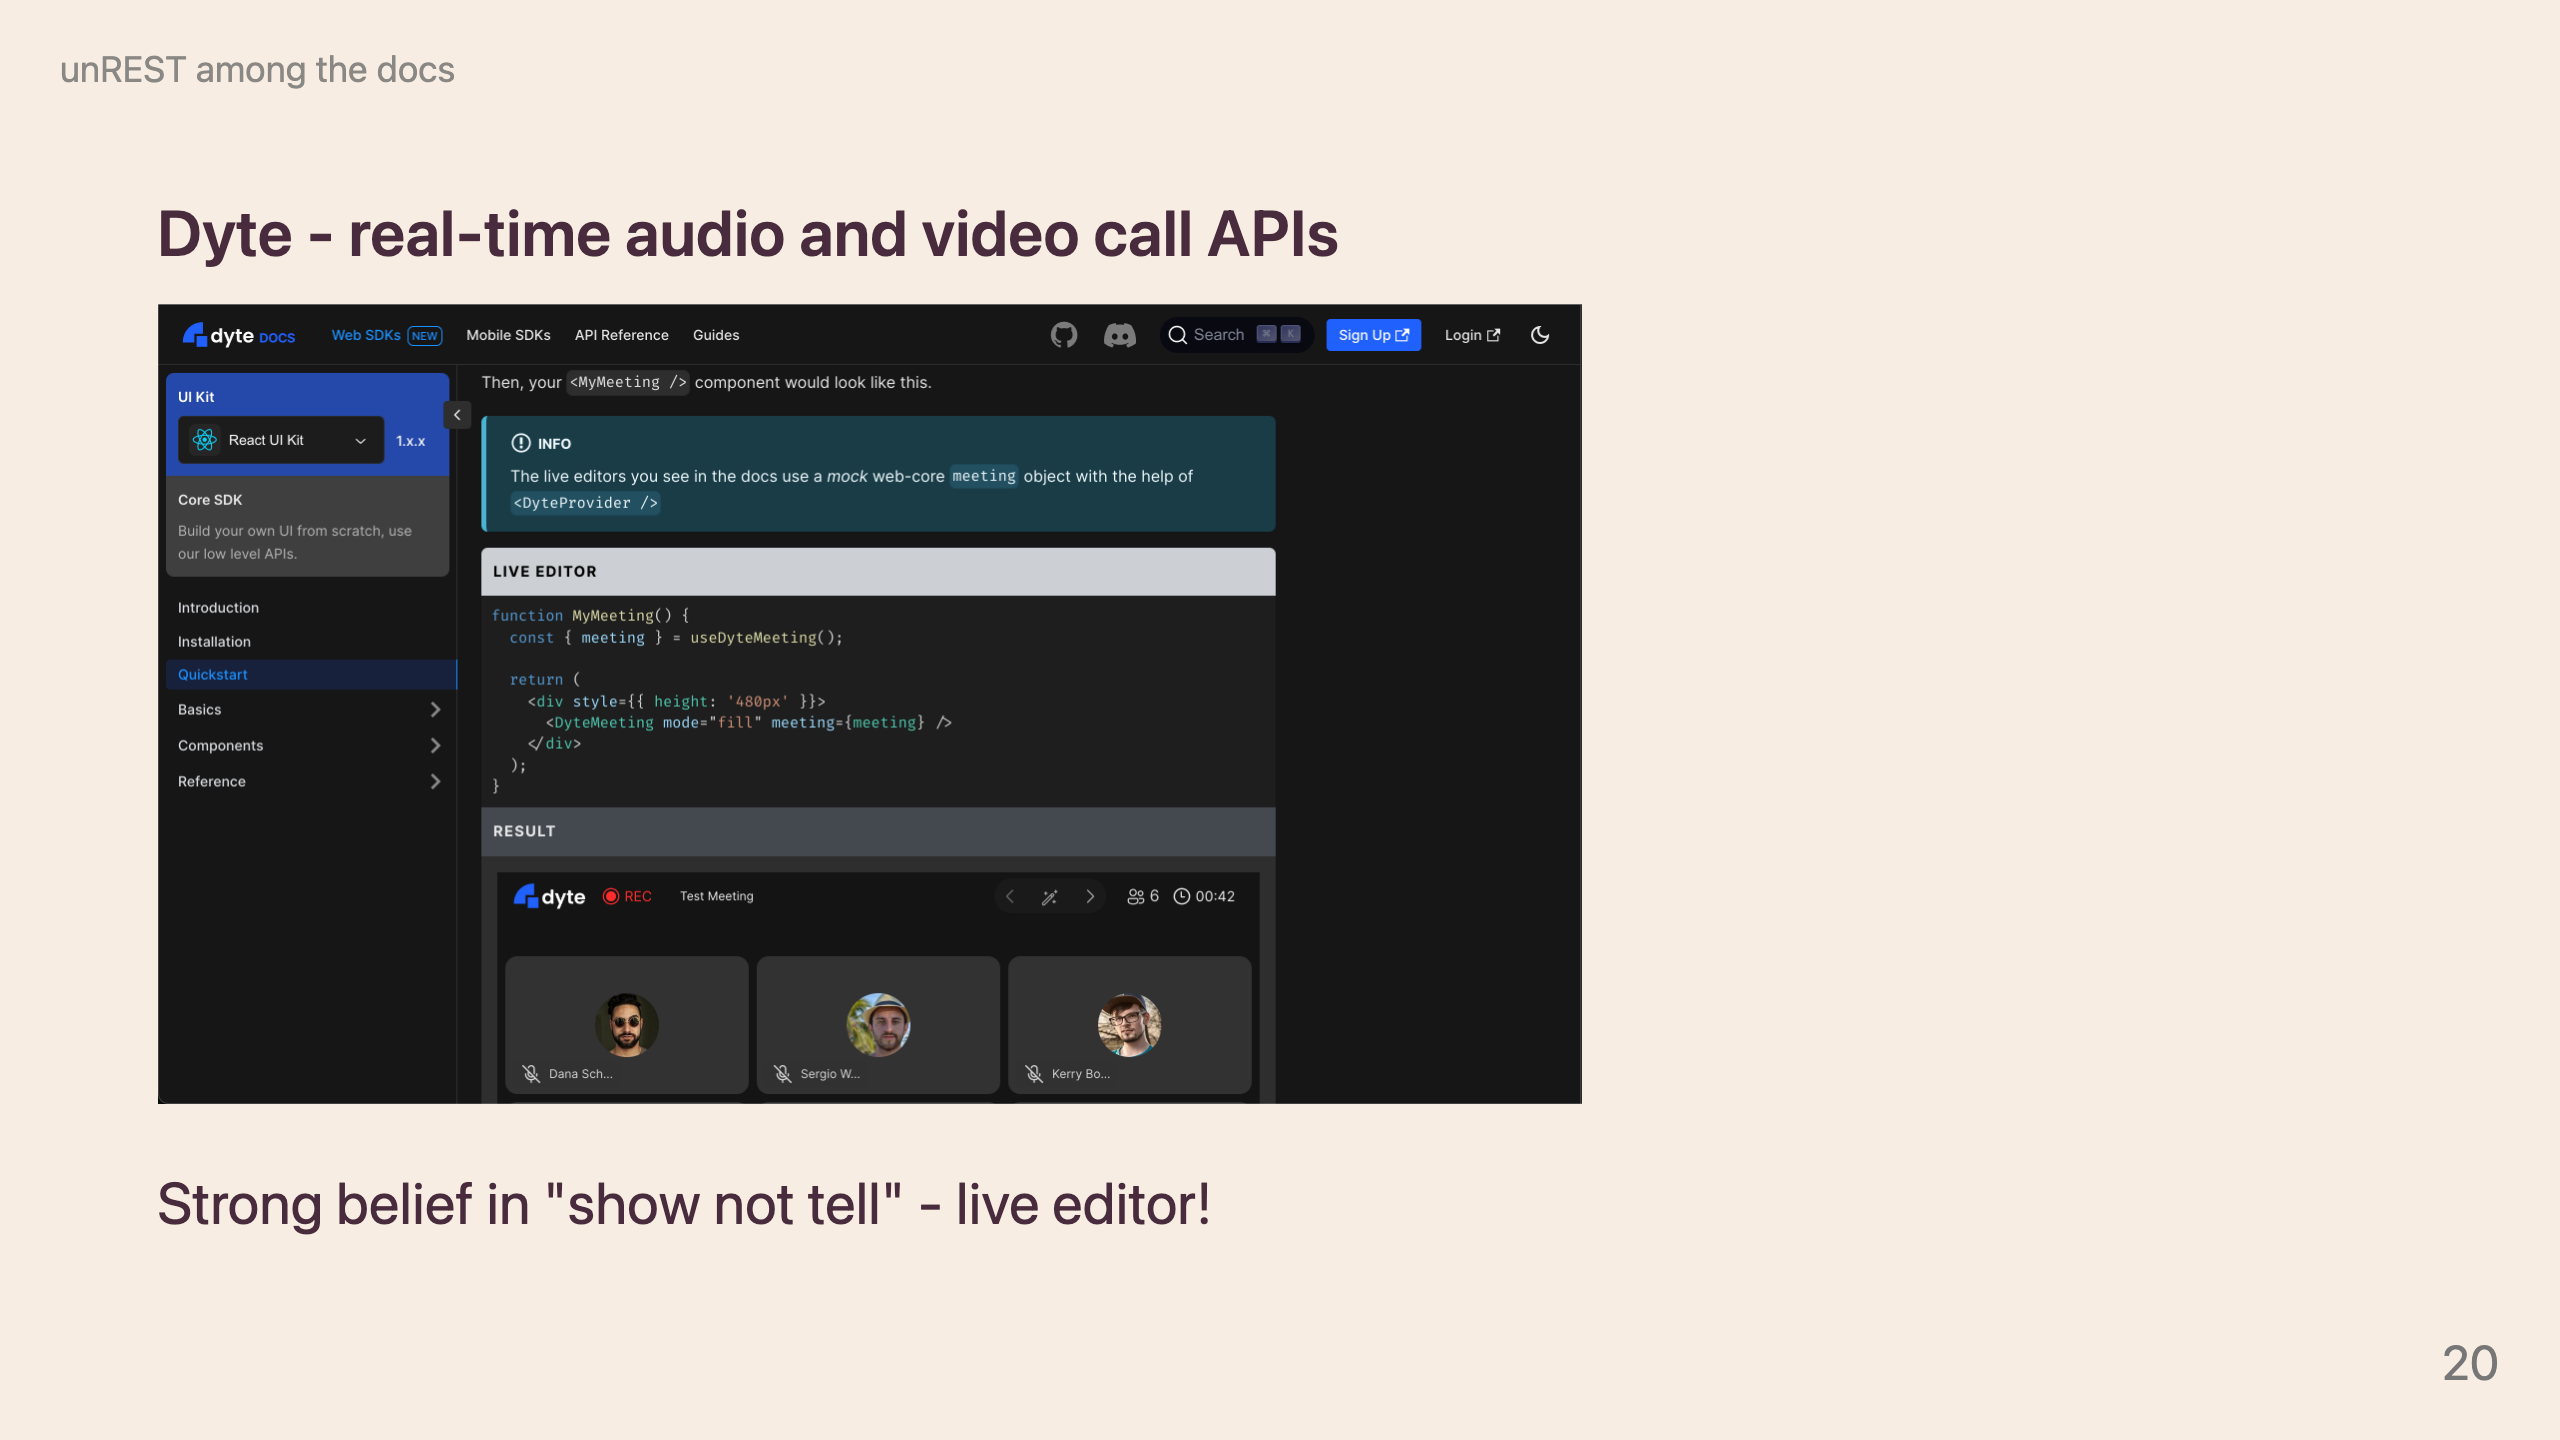 unREST among the docs
Dyte - real-time audio and video call APIs
dyte DOCS Web SDKs NEW Mobile SDKs API Reference Guides Search ⌘ K Sign Up Login
UI Kit
React UI Kit 1.x.x
Core SDK
Build your own UI from scratch, use
our low level APIs.
Introduction
Installation
Quickstart
Basics
Components
Reference
Then, your <MyMeeting /> component would look like this.
INFO
The live editors you see in the docs use a mock web-core meeting object with the help of
<DyteProvider />
LIVE EDITOR
function MyMeeting() {
  const { meeting } = useDyteMeeting();
  return (
    <div style={{ height: '480px' }}>
      <DyteMeeting mode="fill" meeting={meeting} />
    </div>
  );
}
RESULT
dyte REC Test Meeting 6 00:42
Dana Sch... Sergio W... Kerry Bo...
Strong belief in "show not tell" - live editor!
20